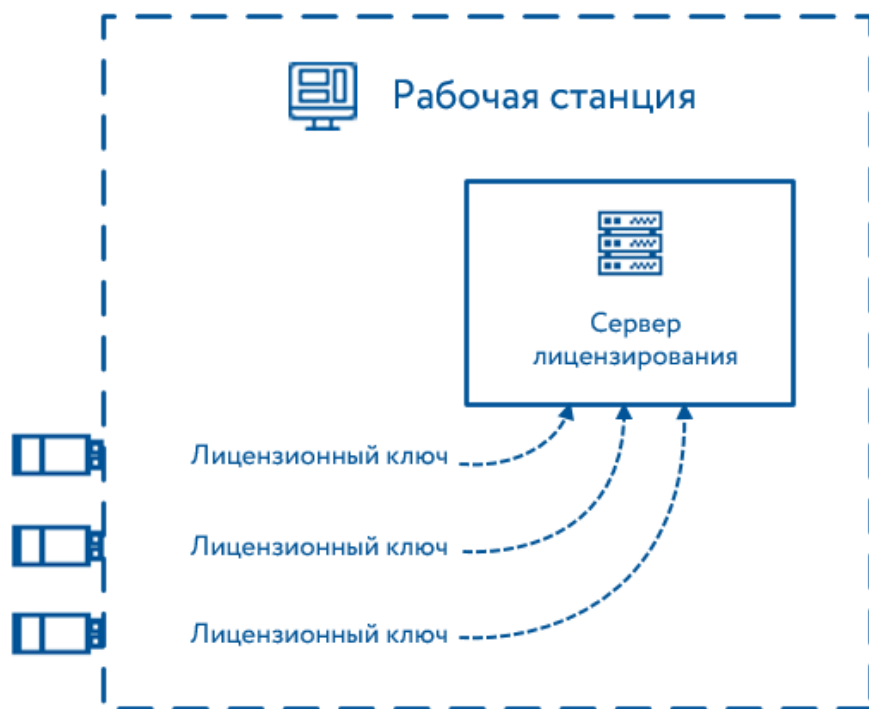 Рабочая станция
Сервер
лицензирования
Лицензионный ключ
Лицензионный ключ
Лицензионный ключ